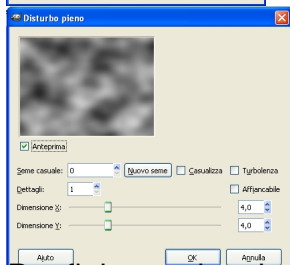 Disturbo pieno
Anteprima
Seme casuale: 0 Nuovo seme Casualizza Turbolenza
Dettagli: 1 Affiancabile
Dimensione X: 4,0
Dimensione Y: 4,0
Aiuto OK Annulla